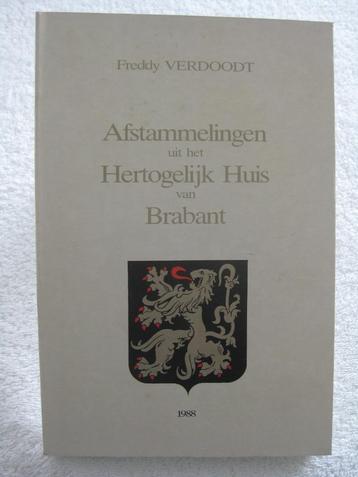 Freddy VERDOODT
Afstammelingen
uit het
Hertogelijk Huis
van
Brabant
1988